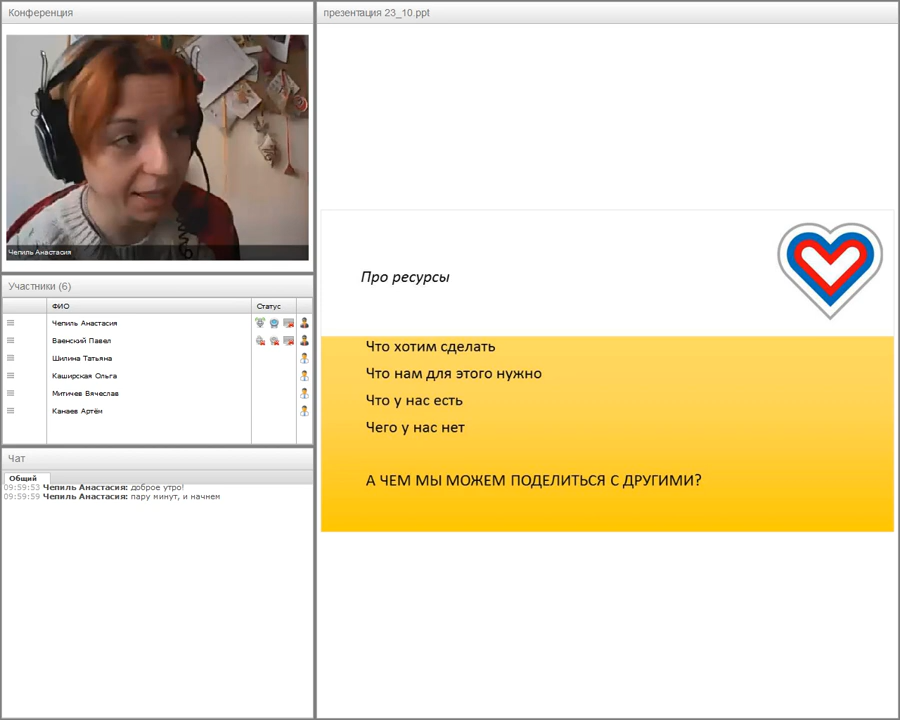 Конференция
Чепиль Анастасия
Участники (6)
ФИО
Статус
Чепиль Анастасия
Ваенский Павел
Шилина Татьяна
Каширская Ольга
Митичев Вячеслав
Канаев Артём
Чат
Общий
09:59:53 Чепиль Анастасия: доброе утро!
09:59:59 Чепиль Анастасия: пару минут, и начнем
презентация 23_10.ppt
Про ресурсы
Что хотим сделать
Что нам для этого нужно
Что у нас есть
Чего у нас нет
А ЧЕМ МЫ МОЖЕМ ПОДЕЛИТЬСЯ С ДРУГИМИ?